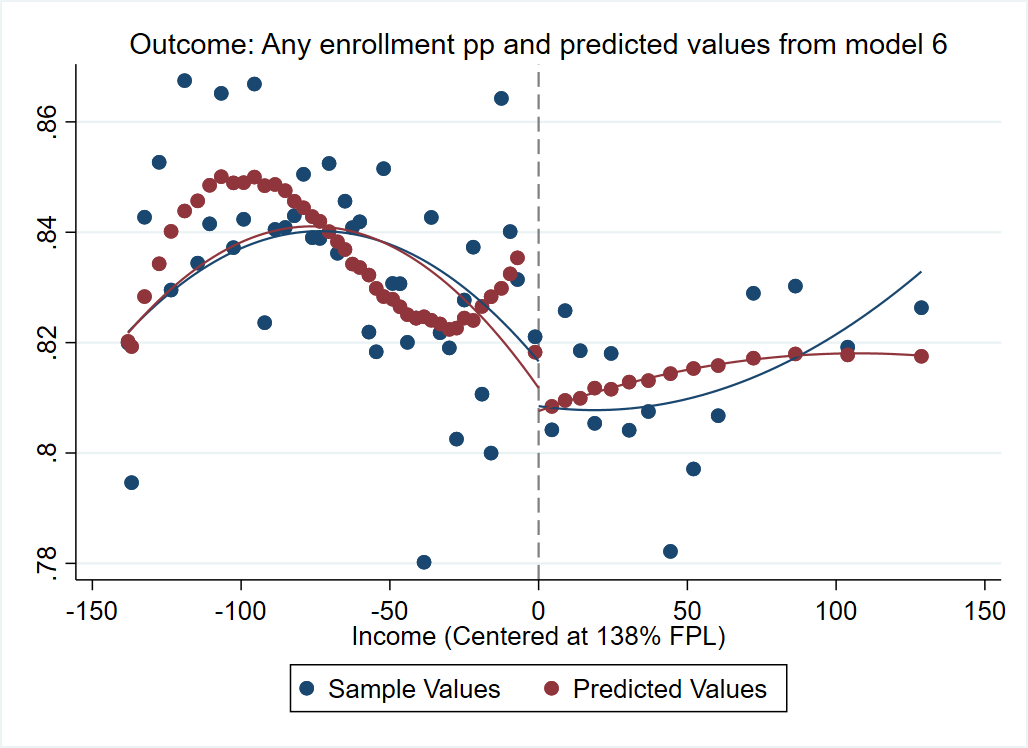 Outcome: Any enrollment pp and predicted values from model 6
.86
.84
.82
.8
.78
-150 -100 -50 0 50 100 150
Income (Centered at 138% FPL)
Sample Values Predicted Values